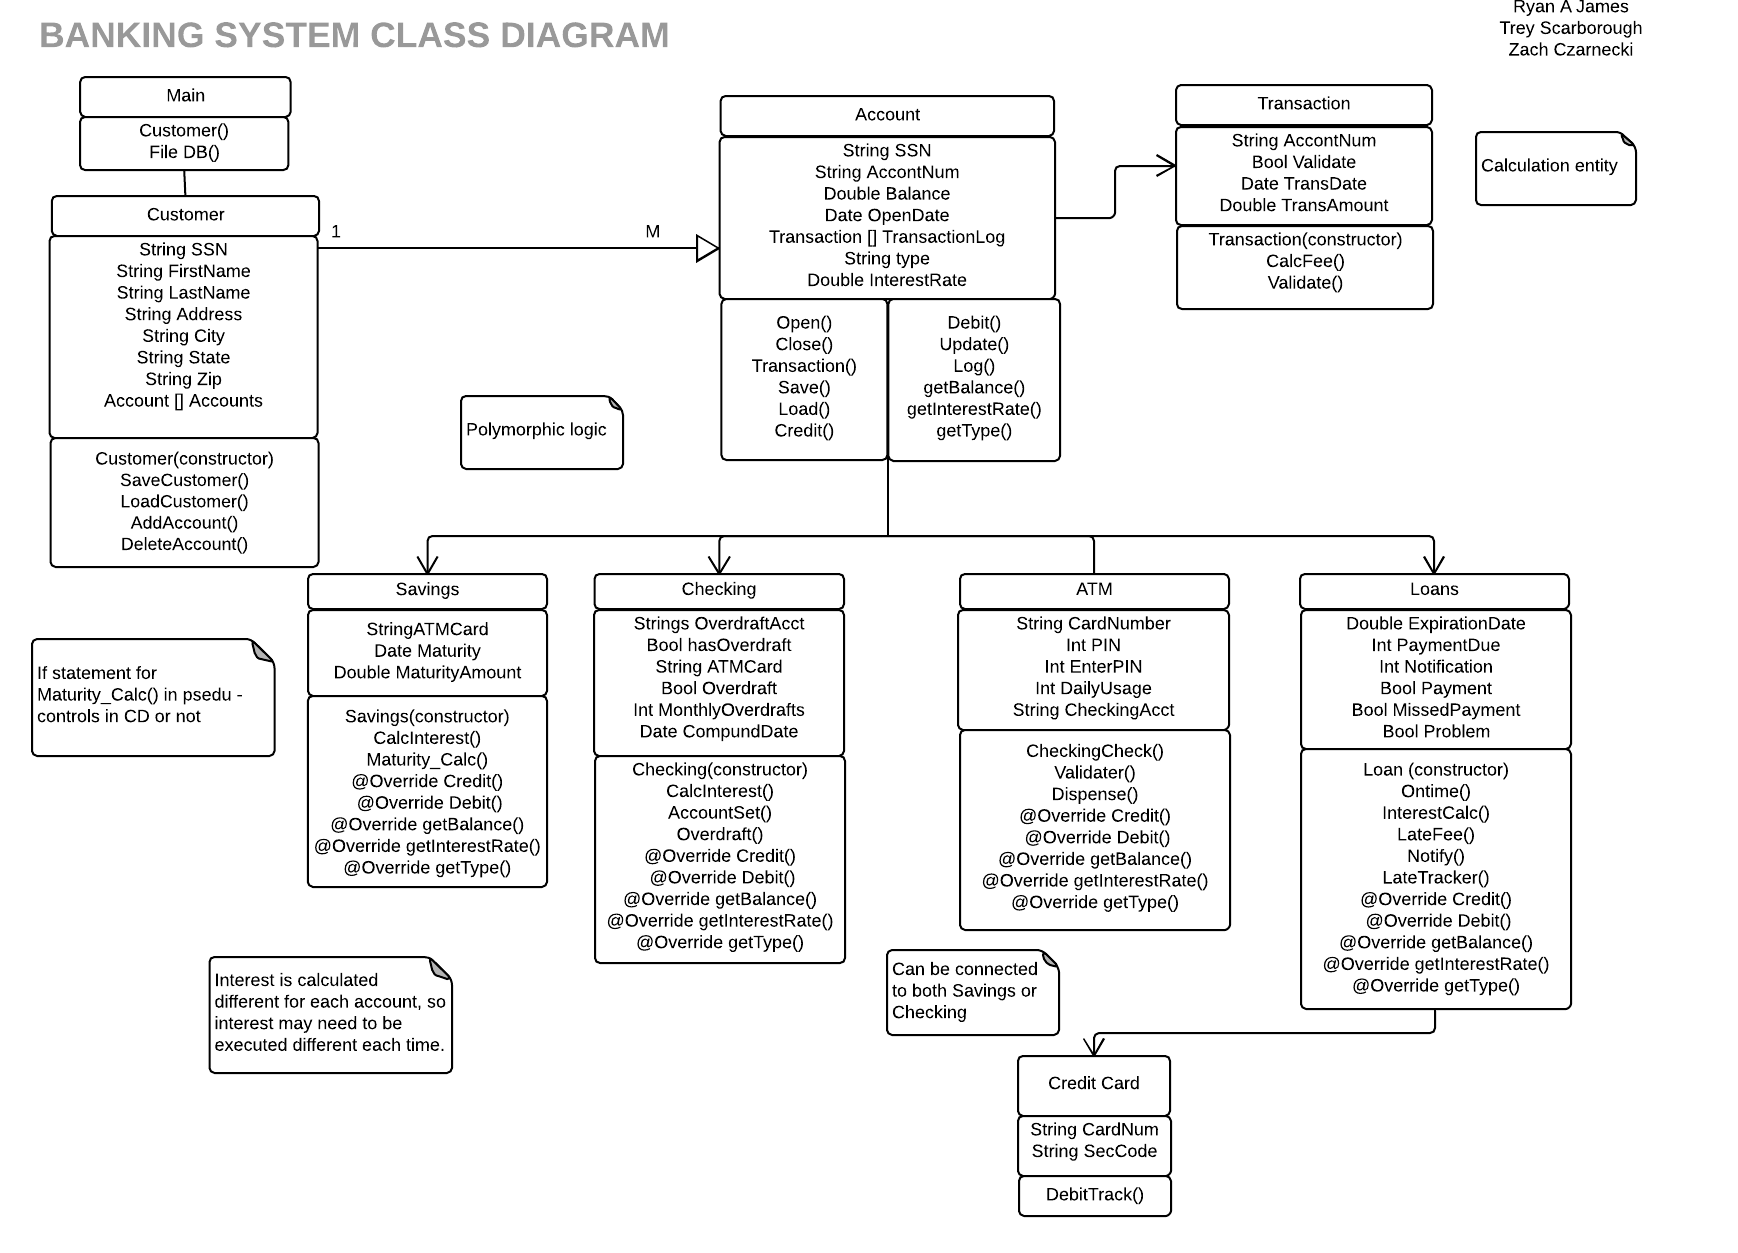 BANKING SYSTEM CLASS DIAGRAM
Ryan A James
Trey Scarborough
Zach Czarnecki
Main
Customer()
File DB()
Customer
String SSN
String FirstName
String LastName
String Address
String City
String State
String Zip
Account [] Accounts
Customer(constructor)
SaveCustomer()
LoadCustomer()
AddAccount()
DeleteAccount()
1
M
Account
String SSN
String AccontNum
Double Balance
Date OpenDate
Transaction [] TransactionLog
String type
Double InterestRate
Open()
Close()
Transaction()
Save()
Load()
Credit()
Debit()
Update()
Log()
getBalance()
getInterestRate()
getType()
Transaction
String AccontNum
Bool Validate
Date TransDate
Double TransAmount
Transaction(constructor)
CalcFee()
Validate()
Calculation entity
Polymorphic logic
Savings
StringATMCard
Date Maturity
Double MaturityAmount
Savings(constructor)
CalcInterest()
Maturity_Calc()
@Override Credit()
@Override Debit()
@Override getBalance()
@Override getInterestRate()
@Override getType()
Checking
Strings OverdraftAcct
Bool hasOverdraft
String ATMCard
Bool Overdraft
Int MonthlyOverdrafts
Date CompundDate
Checking(constructor)
CalcInterest()
AccountSet()
Overdraft()
@Override Credit()
@Override Debit()
@Override getBalance()
@Override getInterestRate()
@Override getType()
ATM
String CardNumber
Int PIN
Int EnterPIN
Int DailyUsage
String CheckingAcct
CheckingCheck()
Validater()
Dispense()
@Override Credit()
@Override Debit()
@Override getBalance()
@Override getInterestRate()
@Override getType()
Loans
Double ExpirationDate
Int PaymentDue
Int Notification
Bool Payment
Bool MissedPayment
Bool Problem
Loan (constructor)
Ontime()
InterestCalc()
LateFee()
Notify()
LateTracker()
@Override Credit()
@Override Debit()
@Override getBalance()
@Override getInterestRate()
@Override getType()
If statement for
Maturity_Calc() in psedu -
controls in CD or not
Interest is calculated
different for each account, so
interest may need to be
executed different each time.
Can be connected
to both Savings or
Checking
Credit Card
String CardNum
String SecCode
DebitTrack()